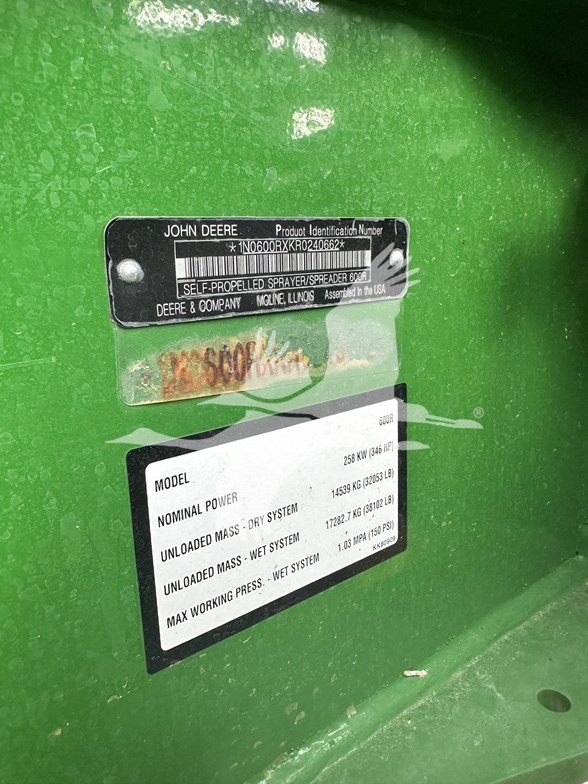 JOHN DEERE Product Identification Number
*1N0600RXKR0240662*
SELF-PROPELLED SPRAYER/SPREADER 600R
DEERE & COMPANY MOLINE, ILLINOIS Assembled in the USA
MODEL 600R
NOMINAL POWER 258 KW (346 HP)
UNLOADED MASS - DRY SYSTEM 14539 KG (32053 LB)
UNLOADED MASS - WET SYSTEM 17282.7 KG (38102 LB)
MAX WORKING PRESS. - WET SYSTEM 1.03 MPA (150 PSI)
KK80909
®